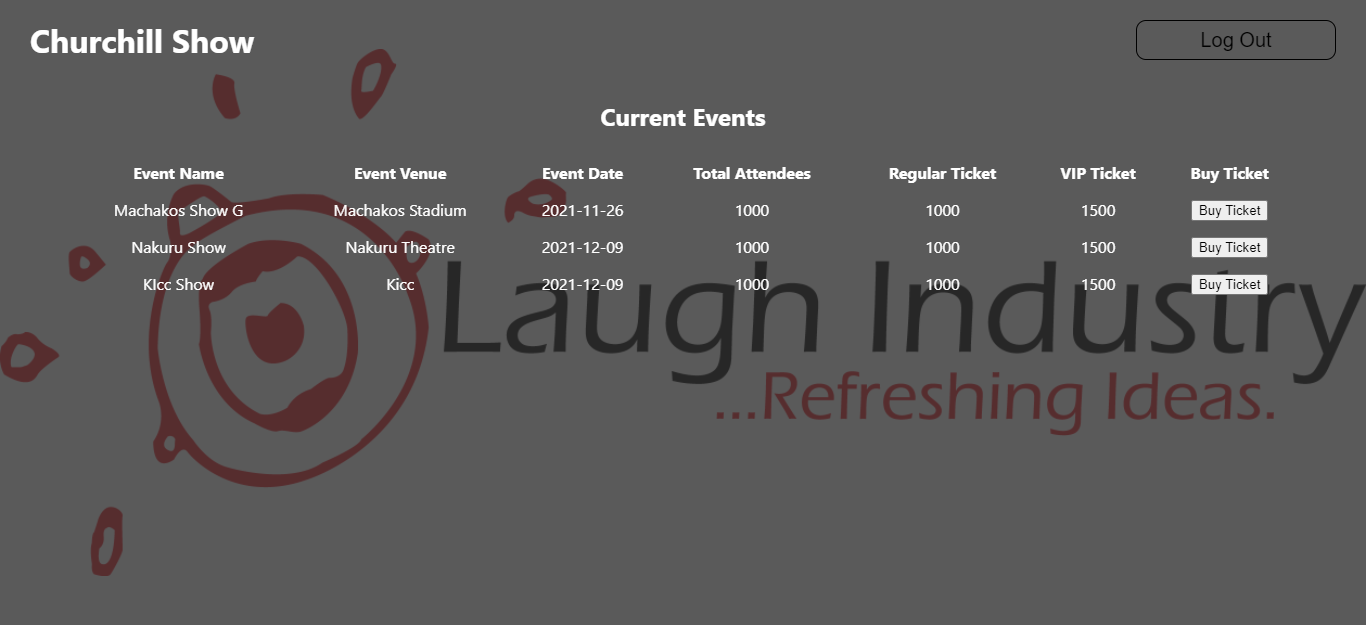 Churchill Show
Log Out
Current Events
Event Name Event Venue Event Date Total Attendees Regular Ticket VIP Ticket Buy Ticket
Machakos Show G Machakos Stadium 2021-11-26 1000 1000 1500 Buy Ticket
Nakuru Show Nakuru Theatre 2021-12-09 1000 1000 1500 Buy Ticket
KIcc Show Kicc 2021-12-09 1000 1000 1500 Buy Ticket
Laugh Industry
...Refreshing Ideas.